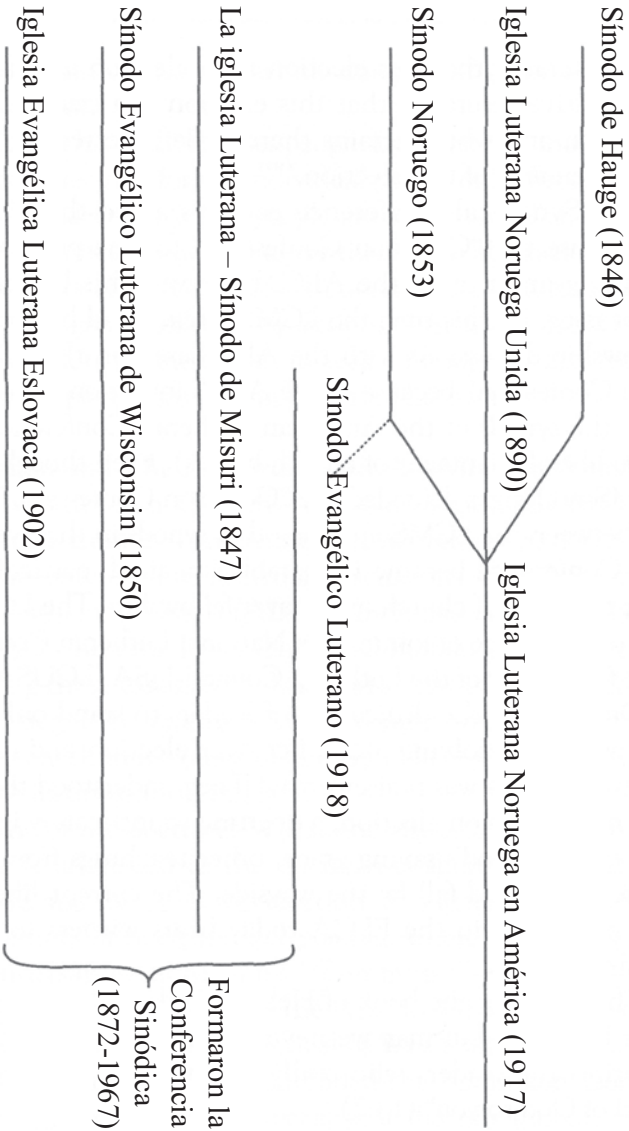 Sínodo de Hauge (1846)
Iglesia Luterana Noruega Unida (1890)
Iglesia Luterana Noruega en América (1917)
Sínodo Noruego (1853)
Sínodo Evangélico Luterano (1918)
La iglesia Luterana – Sínodo de Misuri (1847)
Sínodo Evangélico Luterana de Wisconsin (1850)
Iglesia Evangélica Luterana Eslovaca (1902)
Formaron la
Conferencia
Sinódica
(1872-1967)